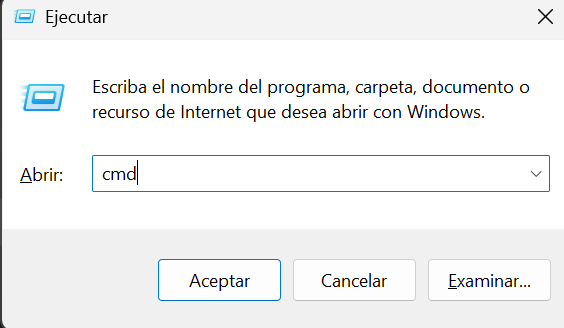 Ejecutar
Escriba el nombre del programa, carpeta, documento o
recurso de Internet que desea abrir con Windows.
Abrir: cmd
Aceptar Cancelar Examinar...